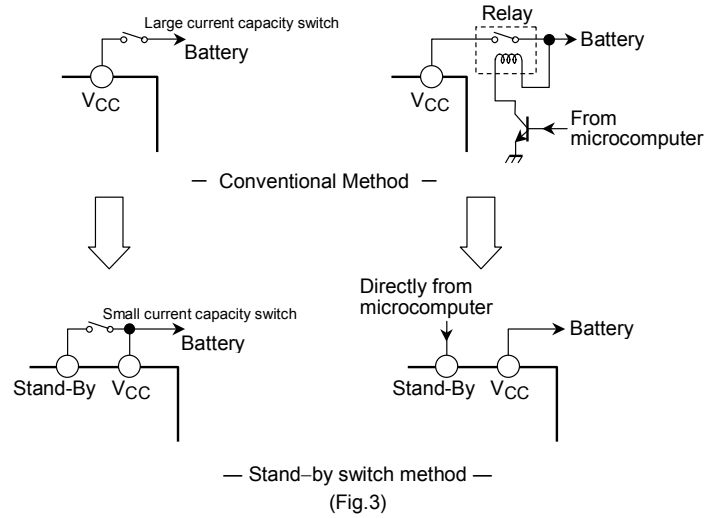 Large current capacity switch
Battery
VCC
Relay
Battery
VCC
From
microcomputer
— Conventional Method —
Small current capacity switch
Battery
Stand-By
VCC
Directly from
microcomputer
Battery
Stand-By
VCC
— Stand–by switch method —
(Fig.3)